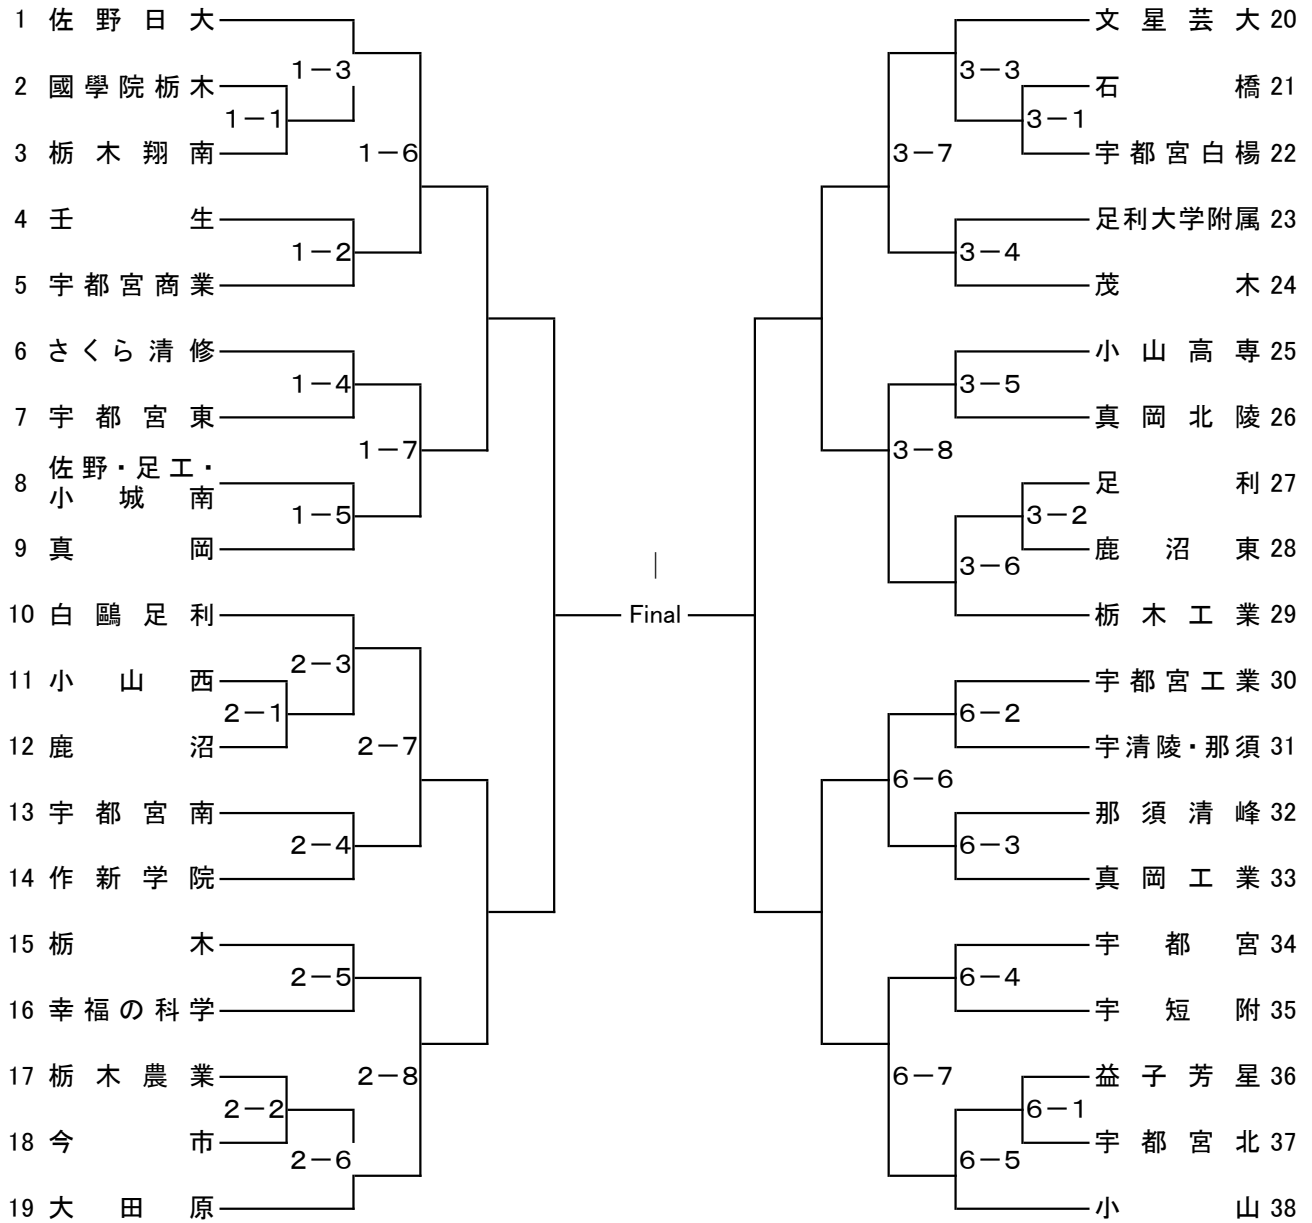 1 佐野日大
1－3
2 國學院栃木
1－1
3 栃木翔南
1－6
4 壬生
1－2
5 宇都宮商業
6 さくら清修
1－4
7 宇都宮東
1－7
8 佐野・足工・
小城南
1－5
9 真岡
10 白鷗足利
2－3
11 小山西
2－1
12 鹿沼
2－7
13 宇都宮南
2－4
14 作新学院
15 栃木
2－5
16 幸福の科学
17 栃木農業
2－8
2－2
18 今市
2－6
19 大田原
Final
文星芸大 20
3－3
石橋 21
3－1
宇都宮白楊 22
3－7
足利大学附属 23
3－4
茂木 24
小山高専 25
3－5
真岡北陵 26
3－8
足利 27
3－2
鹿沼東 28
3－6
栃木工業 29
宇都宮工業 30
6－2
宇清陵・那須 31
6－6
那須清峰 32
6－3
真岡工業 33
宇都宮 34
6－4
宇短附 35
益子芳星 36
6－7
6－1
宇都宮北 37
6－5
小山 38